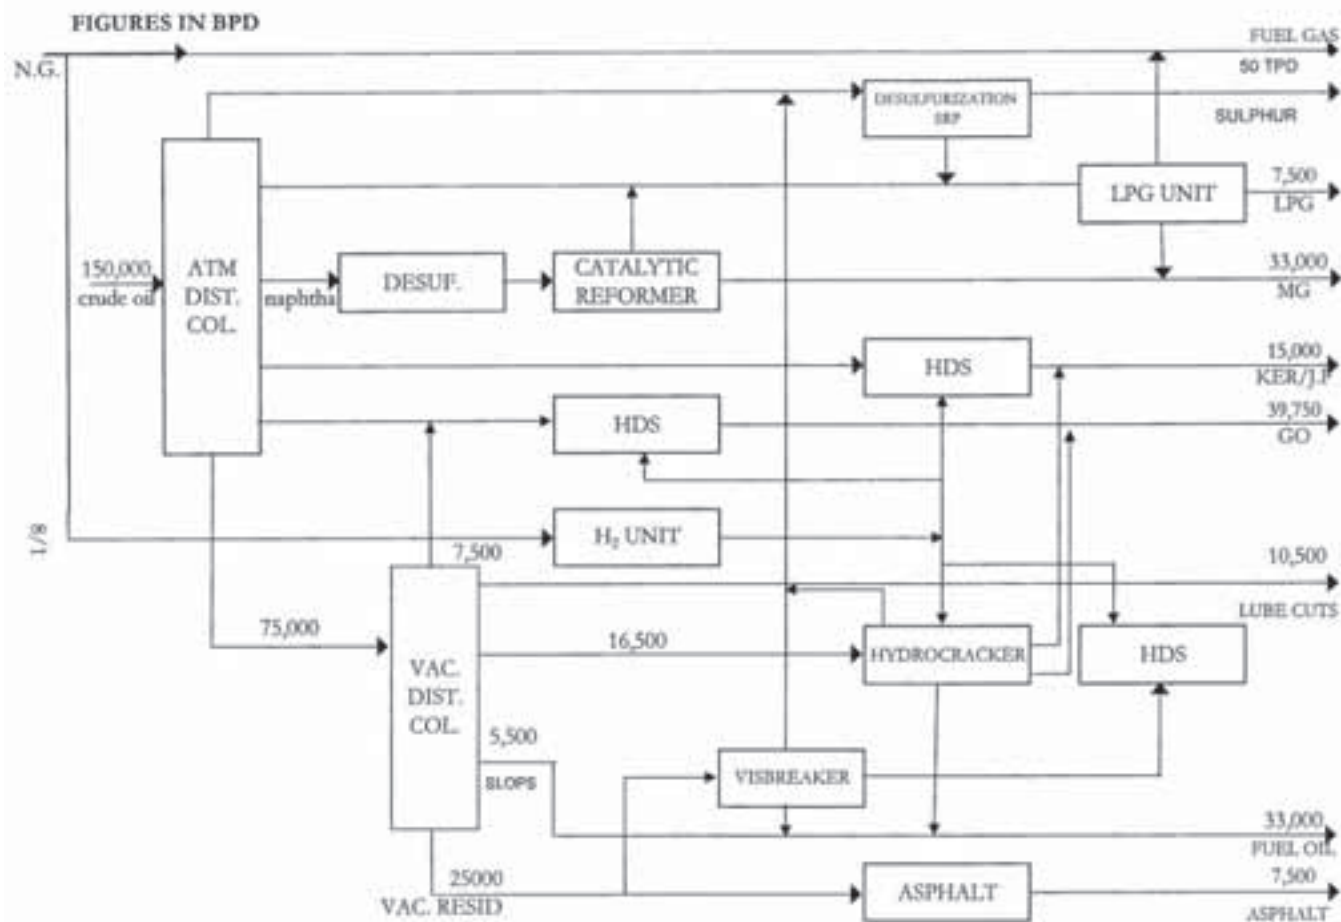 FIGURES IN BPD
N.G.
FUEL GAS
50 TPD
DESULFURIZATION
SRP
SULPHUR
LPG UNIT
7,500
LPG
150,000
crude oil
ATM
DIST.
COL.
naphtha
DESUF.
CATALYTIC
REFORMER
33,000
MG
HDS
15,000
KER/J.P
HDS
39,750
GO
1/8
H₂ UNIT
7,500
10,500
LUBE CUTS
75,000
16,500
HYDROCRACKER
HDS
VAC.
DIST.
COL.
5,500
SLOPS
VISBREAKER
33,000
FUEL OIL
25000
VAC. RESID
ASPHALT
7,500
ASPHALT